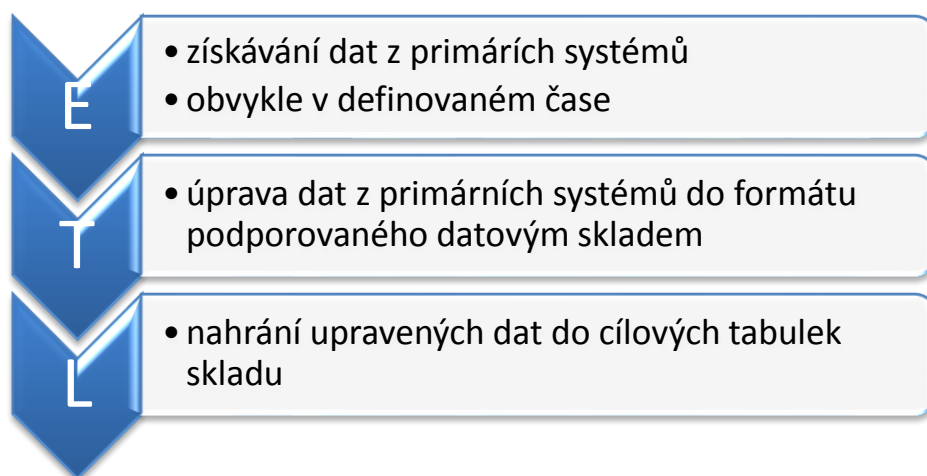 E
• získávání dat z primárích systémů
• obvykle v definovaném čase
T
• úprava dat z primárních systémů do formátu
podporovaného datovým skladem
L
• nahrání upravených dat do cílových tabulek
skladu